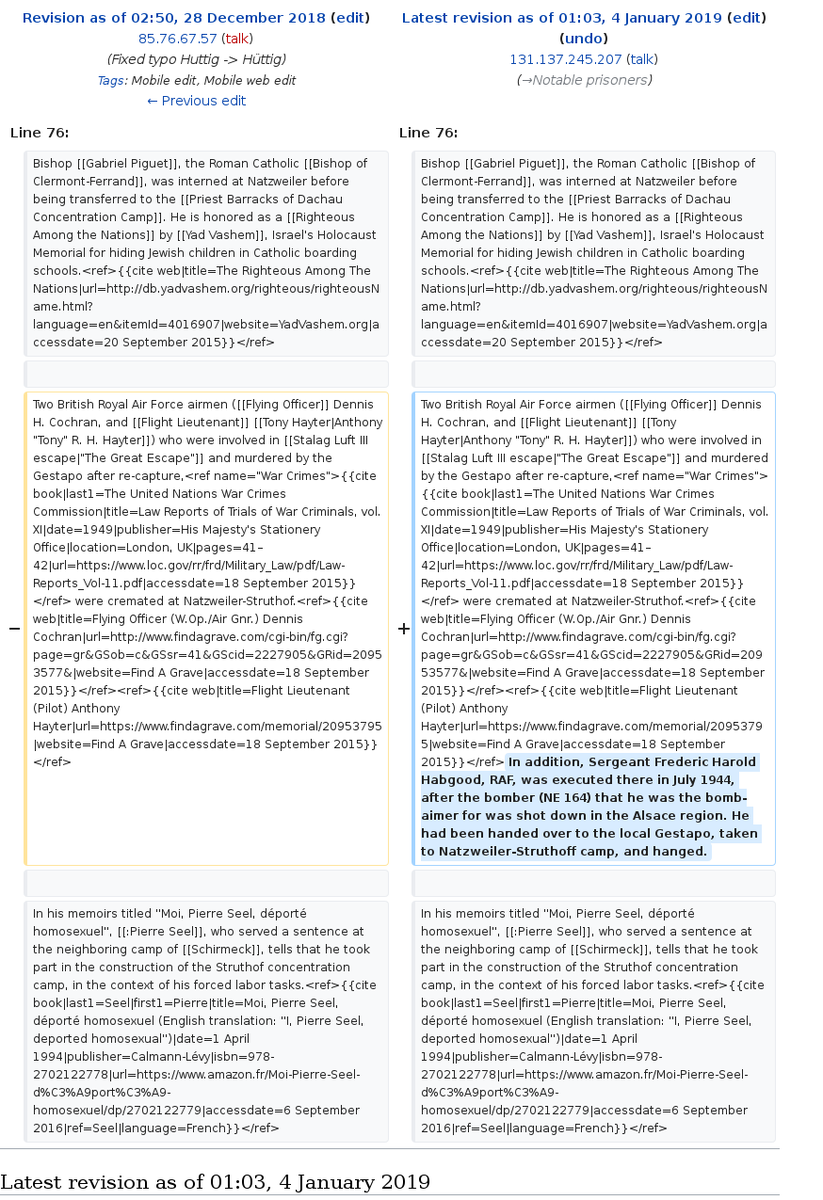 Revision as of 02:50, 28 December 2018 (edit)
85.76.67.57 (talk)
(Fixed typo Huttig -> Hüttig)
Tags: Mobile edit, Mobile web edit
← Previous edit
Latest revision as of 01:03, 4 January 2019 (edit)
(undo)
131.137.245.207 (talk)
(→Notable prisoners)
Line 76:
Bishop [[Gabriel Piguet]], the Roman Catholic [[Bishop of
Clermont-Ferrand]], was interned at Natzweiler before
being transferred to the [[Priest Barracks of Dachau
Concentration Camp]]. He is honored as a [[Righteous
Among the Nations]] by [[Yad Vashem]], Israel's Holocaust
Memorial for hiding Jewish children in Catholic boarding
schools.<ref>{{cite web|title=The Righteous Among The
Nations|url=http://db.yadvashem.org/righteous/righteousN
ame.html?
language=en&itemId=4016907|website=YadVashem.org|a
ccessdate=20 September 2015}}</ref>
−
Two British Royal Air Force airmen ([[Flying Officer]] Dennis
H. Cochran, and [[Flight Lieutenant]] [[Tony Hayter|Anthony
"Tony" R. H. Hayter]]) who were involved in [[Stalag Luft III
escape|"The Great Escape"]] and murdered by the
Gestapo after re-capture,<ref name="War Crimes">{{cite
book|last1=The United Nations War Crimes
Commission|title=Law Reports of Trials of War Criminals, vol.
XI|date=1949|publisher=His Majesty's Stationery
Office|location=London, UK|pages=41–
42|url=https://www.loc.gov/rr/frd/Military_Law/pdf/Law-
Reports_Vol-11.pdf|accessdate=18 September 2015}}
</ref> were cremated at Natzweiler-Struthof.<ref>{{cite
web|title=Flying Officer (W.Op./Air Gnr.) Dennis
Cochran|url=http://www.findagrave.com/cgi-bin/fg.cgi?
page=gr&GSob=c&GSsr=41&GScid=2227905&GRid=2095
3577&|website=Find A Grave|accessdate=18 September
2015}}</ref><ref>{{cite web|title=Flight Lieutenant
(Pilot) Anthony
Hayter|url=https://www.findagrave.com/memorial/20953795
|website=Find A Grave|accessdate=18 September 2015}}
</ref>
In his memoirs titled "Moi, Pierre Seel, déporté
homosexuel", [[:Pierre Seel]], who served a sentence at
the neighboring camp of [[Schirmeck]], tells that he took
part in the construction of the Struthof concentration
camp, in the context of his forced labor tasks.<ref>{{cite
book|last1=Seel|first1=Pierre|title=Moi, Pierre Seel,
déporté homosexuel (English translation: "I, Pierre Seel,
deported homosexual")|date=1 April
1994|publisher=Calmann-Lévy|isbn=978-
2702122778|url=https://www.amazon.fr/Moi-Pierre-Seel-
d%C3%A9port%C3%A9-
homosexuel/dp/2702122779|accessdate=6 September
2016|ref=Seel|language=French}}</ref>
Line 76:
Bishop [[Gabriel Piguet]], the Roman Catholic [[Bishop of
Clermont-Ferrand]], was interned at Natzweiler before
being transferred to the [[Priest Barracks of Dachau
Concentration Camp]]. He is honored as a [[Righteous
Among the Nations]] by [[Yad Vashem]], Israel's Holocaust
Memorial for hiding Jewish children in Catholic boarding
schools.<ref>{{cite web|title=The Righteous Among The
Nations|url=http://db.yadvashem.org/righteous/righteousN
ame.html?
language=en&itemId=4016907|website=YadVashem.org|a
ccessdate=20 September 2015}}</ref>
+
Two British Royal Air Force airmen ([[Flying Officer]] Dennis
H. Cochran, and [[Flight Lieutenant]] [[Tony
Hayter|Anthony "Tony" R. H. Hayter]]) who were involved in
[[Stalag Luft III escape|"The Great Escape"]] and murdered
by the Gestapo after re-capture,<ref name="War Crimes">
{{cite book|last1=The United Nations War Crimes
Commission|title=Law Reports of Trials of War Criminals, vol.
XI|date=1949|publisher=His Majesty's Stationery
Office|location=London, UK|pages=41–
42|url=https://www.loc.gov/rr/frd/Military_Law/pdf/Law-
Reports_Vol-11.pdf|accessdate=18 September 2015}}
</ref> were cremated at Natzweiler-Struthof.<ref>{{cite
web|title=Flying Officer (W.Op./Air Gnr.) Dennis
Cochran|url=http://www.findagrave.com/cgi-bin/fg.cgi?
page=gr&GSob=c&GSsr=41&GScid=2227905&GRid=209
53577&|website=Find A Grave|accessdate=18 September
2015}}</ref><ref>{{cite web|title=Flight Lieutenant
(Pilot) Anthony
Hayter|url=https://www.findagrave.com/memorial/2095379
5|website=Find A Grave|accessdate=18 September
2015}}</ref> In addition, Sergeant Frederic Harold
Habgood, RAF, was executed there in July 1944,
after the bomber (NE 164) that he was the bomb-
aimer for was shot down in the Alsace region. He
had been handed over to the local Gestapo, taken
to Natzweiler-Struthoff camp, and hanged.
In his memoirs titled "Moi, Pierre Seel, déporté
homosexuel", [[:Pierre Seel]], who served a sentence at
the neighboring camp of [[Schirmeck]], tells that he took
part in the construction of the Struthof concentration
camp, in the context of his forced labor tasks.<ref>{{cite
book|last1=Seel|first1=Pierre|title=Moi, Pierre Seel,
déporté homosexuel (English translation: "I, Pierre Seel,
deported homosexual")|date=1 April
1994|publisher=Calmann-Lévy|isbn=978-
2702122778|url=https://www.amazon.fr/Moi-Pierre-Seel-
d%C3%A9port%C3%A9-
homosexuel/dp/2702122779|accessdate=6 September
2016|ref=Seel|language=French}}</ref>
Latest revision as of 01:03, 4 January 2019